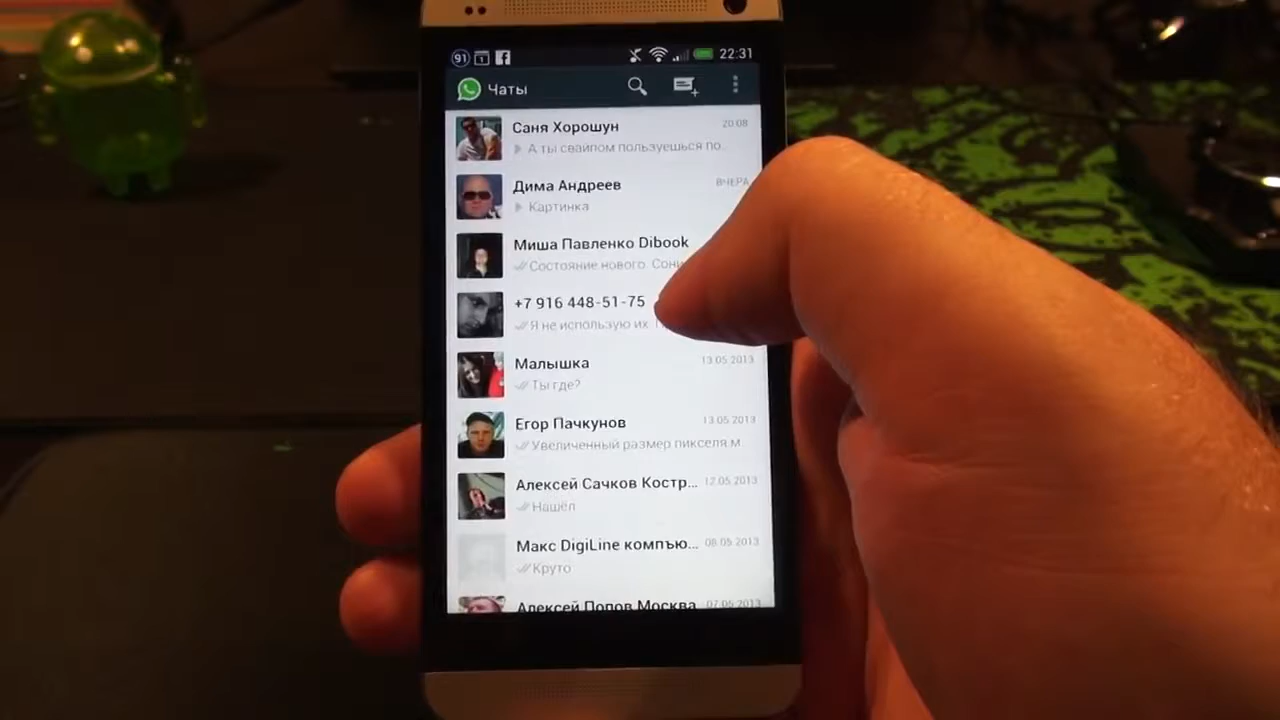 91 1 22:31
Чаты
Саня Хорошун 20:08
А ты свайпом пользуешься по...
Дима Андреев ВЧЕРА
Картинка
Миша Павленко Dibook
Состояние нового. Сони
+7 916 448-51-75
Я не использую их
Малышка 13.05.2013
Ты где?
Егор Пачкунов 13.05.2013
Увеличенный размер пикселя м
Алексей Сачков Костр... 12.05.2013
Нашёл
Макс DigiLine компъю... 08.05.2013
Круто
Алексей Попов Москва 07.05.2013